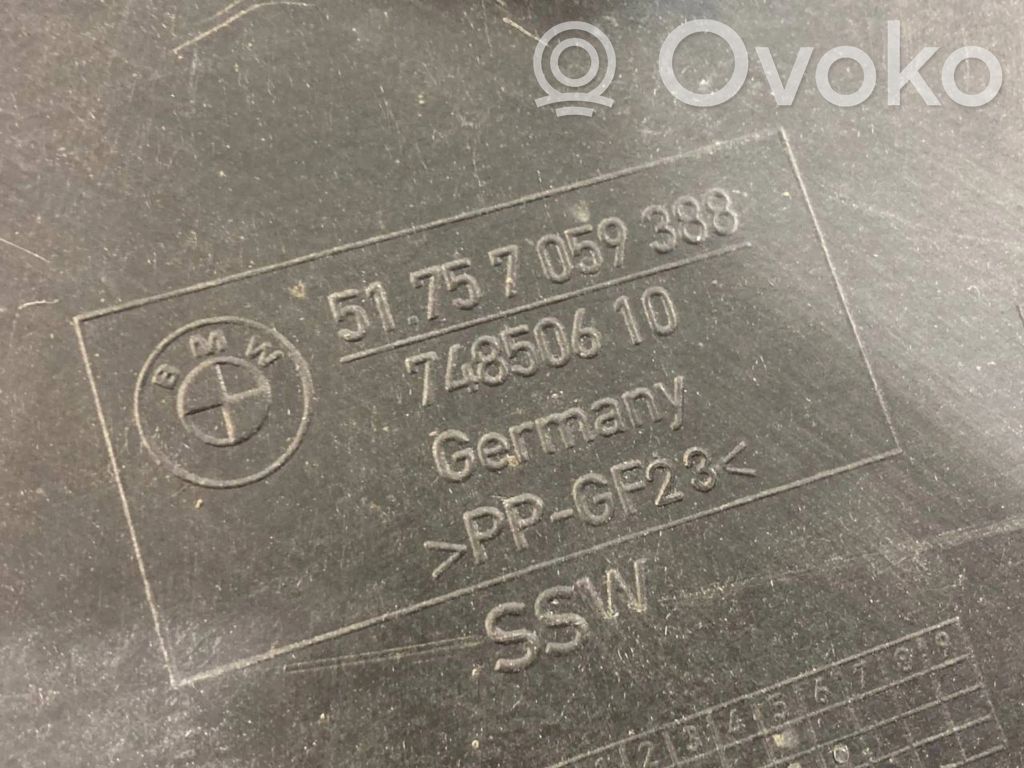 Ovoko
51.75 7 059 388
BMW
748506 10
Germany
>PP-GF23<
SSW
2 3 4 5 6 7 8 9